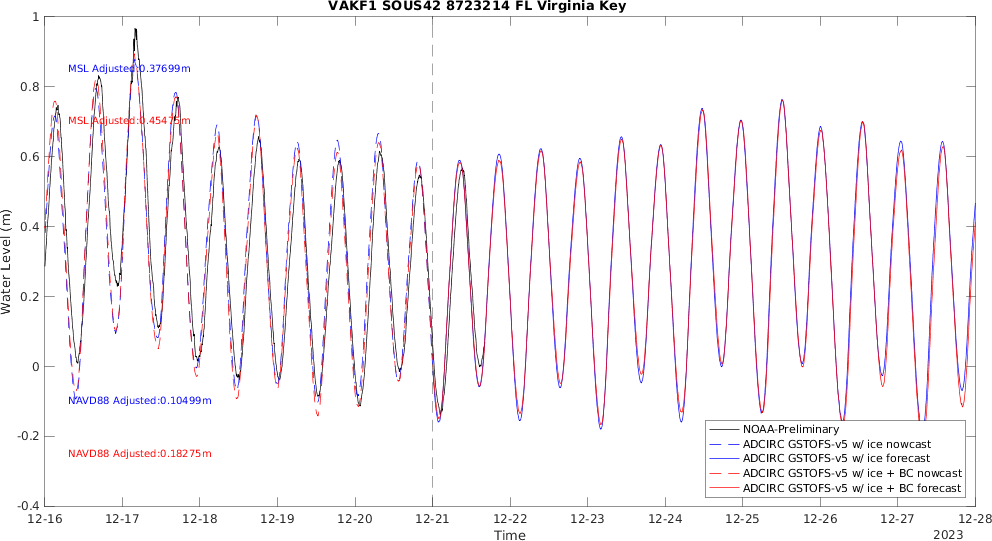 VAKF1 SOUS42 8723214 FL Virginia Key
1
0.8
0.6
0.4
0.2
0
-0.2
-0.4
Water Level (m)
MSL Adjusted:0.37699m
MSL Adjusted:0.45475m
NAVD88 Adjusted:0.10499m
NAVD88 Adjusted:0.18275m
NOAA-Preliminary
ADCIRC GSTOFS-v5 w/ ice nowcast
ADCIRC GSTOFS-v5 w/ ice forecast
ADCIRC GSTOFS-v5 w/ ice + BC nowcast
ADCIRC GSTOFS-v5 w/ ice + BC forecast
12-16 12-17 12-18 12-19 12-20 12-21 12-22 12-23 12-24 12-25 12-26 12-27 12-28
Time
2023